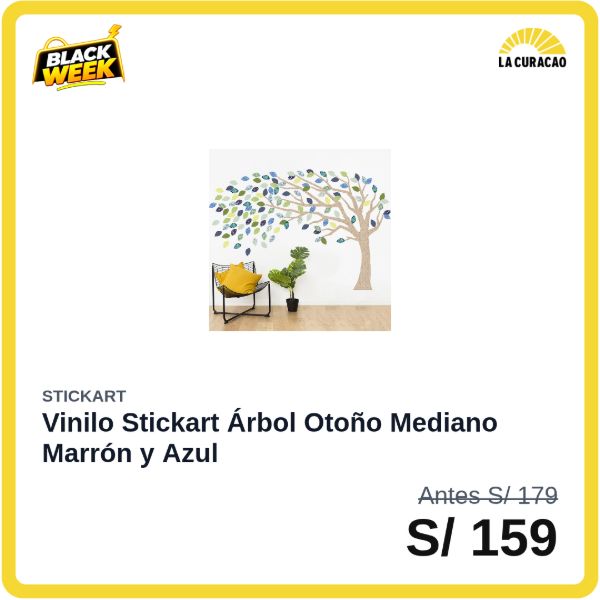 BLACK
WEEK
LA CURACAO
STICKART
Vinilo Stickart Árbol Otoño Mediano
Marrón y Azul
Antes S/ 179
S/ 159